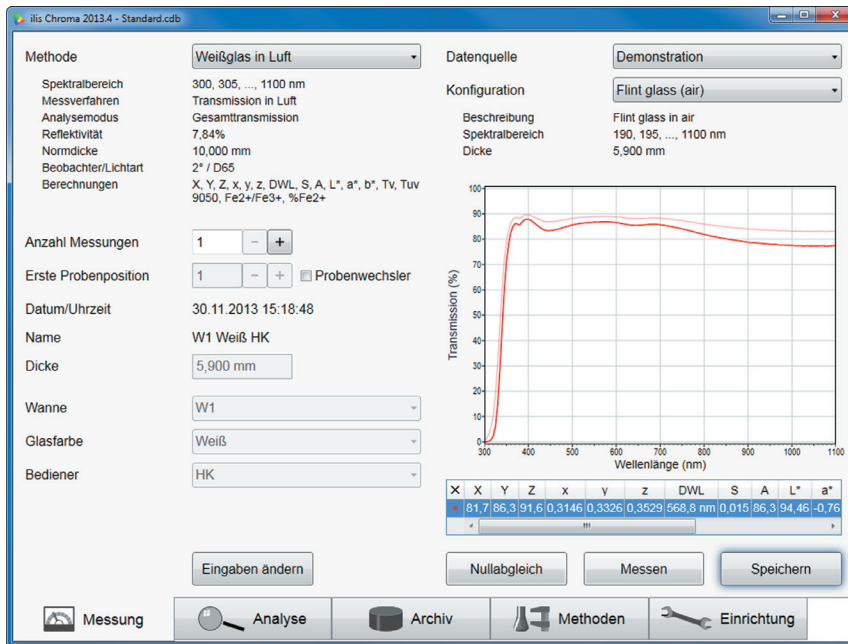 ilis Chroma 2013.4 - Standard.cdb
Methode
Weißglas in Luft
Spektralbereich 300, 305, ..., 1100 nm
Messverfahren Transmission in Luft
Analysemodus Gesamttransmission
Reflektivität 7,84%
Normdicke 10,000 mm
Beobachter/Lichtart 2° / D65
Berechnungen X, Y, Z, x, y, z, DWL, S, A, L*, a*, b*, Tv, Tuv
9050, Fe2+/Fe3+, %Fe2+
Anzahl Messungen 1 - +
Erste Probenposition 1 - + Probenwechsler
Datum/Uhrzeit 30.11.2013 15:18:48
Name W1 Weiß HK
Dicke 5,900 mm
Wanne W1
Glasfarbe Weiß
Bediener HK
Eingaben ändern
Datenquelle Demonstration
Konfiguration Flint glass (air)
Beschreibung Flint glass in air
Spektralbereich 190, 195, ..., 1100 nm
Dicke 5,900 mm
Transmission (%)
100
90
80
70
60
50
40
30
20
10
0
300 400 500 600 700 800 900 1000 1100
Wellenlänge (nm)
X X Y Z x y z DWL S A L* a*
81,7 86,3 91,6 0,3146 0,3326 0,3529 568,8 nm 0,015 86,3 94,46 -0,76
Nullabgleich Messen Speichern
Messung Analyse Archiv Methoden Einrichtung